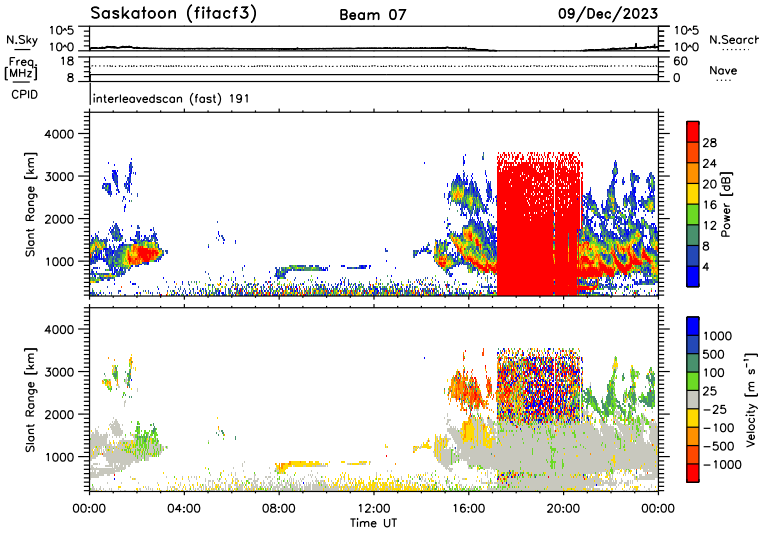 Saskatoon (fitacf3) Beam 07 09/Dec/2023
N.Sky 10^5 10^0 10^5 10^0 N.Search
Freq. [MHz] 18 8 60 0 Nave
CPID interleavedscan (fast) 191
Slant Range [km]
4000
3000
2000
1000
Power [dB]
28
24
20
16
12
8
4
Slant Range [km]
4000
3000
2000
1000
Velocity [m s⁻¹]
1000
500
100
25
−25
−100
−500
−1000
00:00 04:00 08:00 12:00 16:00 20:00 00:00
Time UT